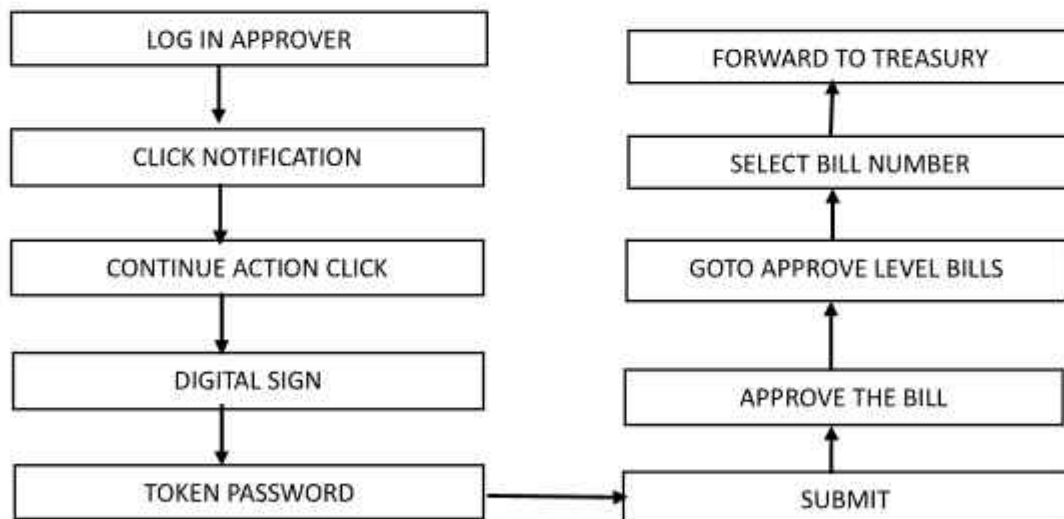 LOG IN APPROVER
CLICK NOTIFICATION
CONTINUE ACTION CLICK
DIGITAL SIGN
TOKEN PASSWORD
SUBMIT
APPROVE THE BILL
GOTO APPROVE LEVEL BILLS
SELECT BILL NUMBER
FORWARD TO TREASURY